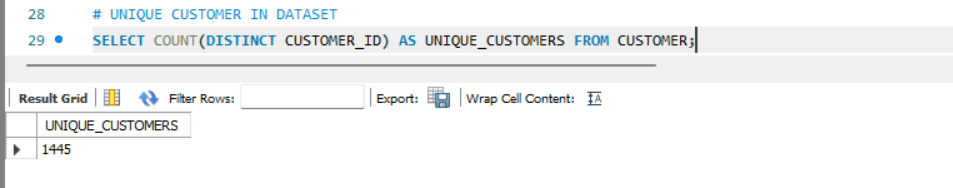 28 # UNIQUE CUSTOMER IN DATASET
29 SELECT COUNT(DISTINCT CUSTOMER_ID) AS UNIQUE_CUSTOMERS FROM CUSTOMER;
Result Grid Filter Rows: Export: Wrap Cell Content: IA
UNIQUE_CUSTOMERS
1445